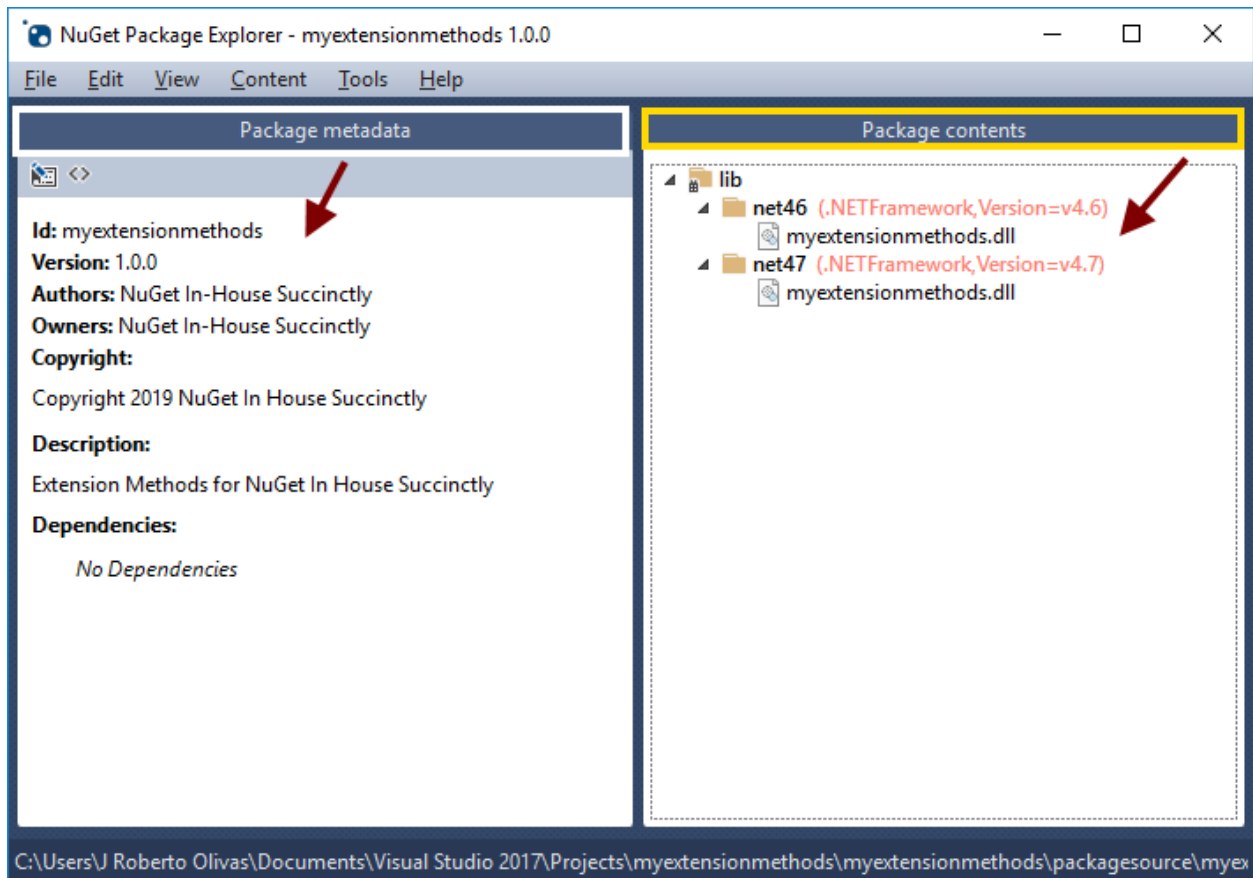 NuGet Package Explorer - myextensionmethods 1.0.0
File Edit View Content Tools Help
Package metadata
Id: myextensionmethods
Version: 1.0.0
Authors: NuGet In-House Succinctly
Owners: NuGet In-House Succinctly
Copyright:
Copyright 2019 NuGet In House Succinctly
Description:
Extension Methods for NuGet In House Succinctly
Dependencies:
No Dependencies
Package contents
lib
net46 (.NETFramework,Version=v4.6)
myextensionmethods.dll
net47 (.NETFramework,Version=v4.7)
myextensionmethods.dll
C:\Users\J Roberto Olivas\Documents\Visual Studio 2017\Projects\myextensionmethods\myextensionmethods\packagesource\myex